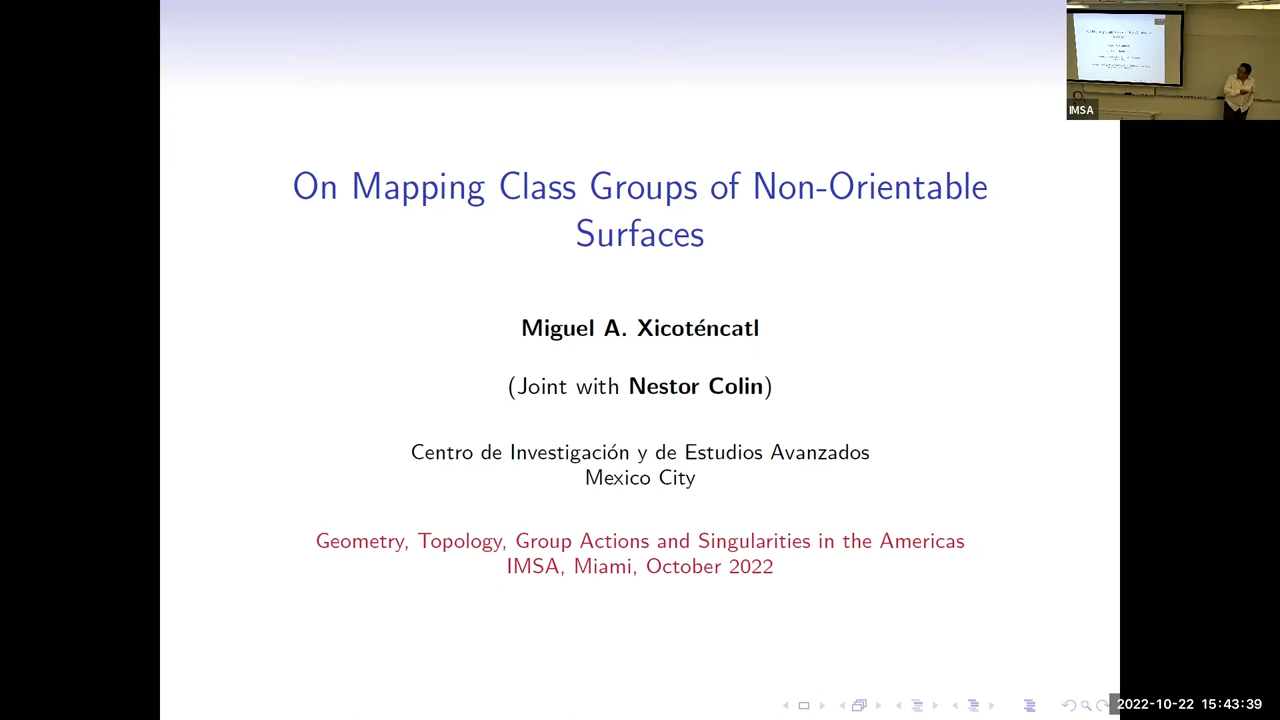 On Mapping Class Groups of Non-Orientable
Surfaces
Miguel A. Xicoténcatl
(Joint with Nestor Colin)
Centro de Investigación y de Estudios Avanzados
Mexico City
Geometry, Topology, Group Actions and Singularities in the Americas
IMSA, Miami, October 2022
IMSA
2022-10-22 15:43:39